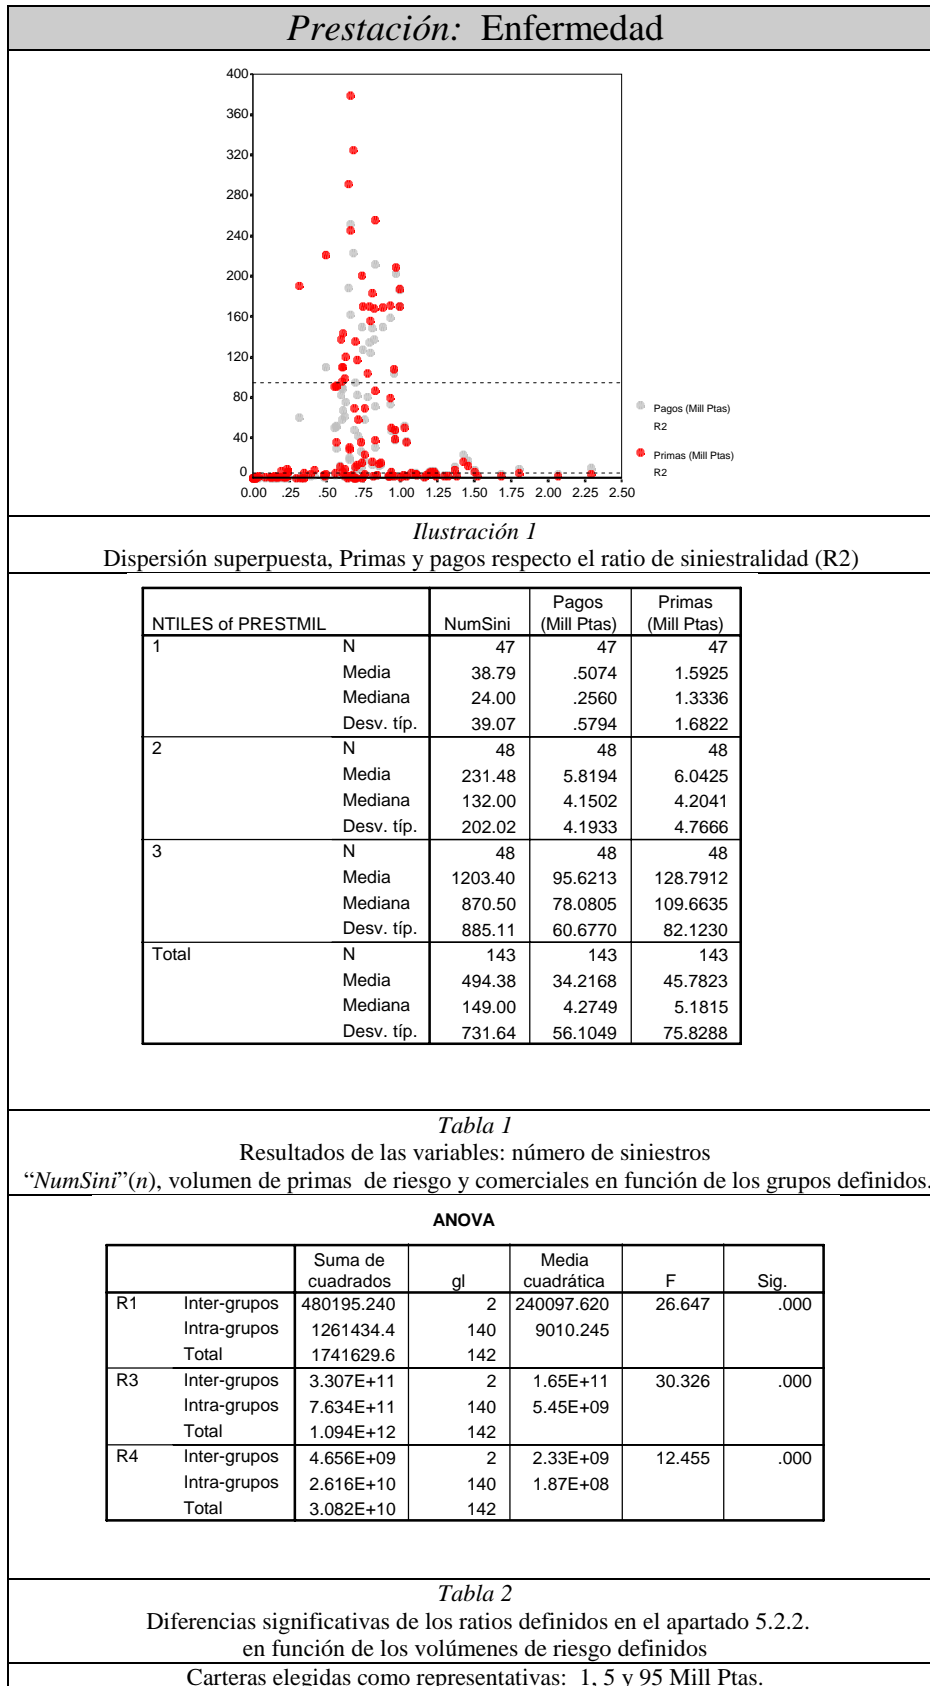 Prestación: Enfermedad
400
360
320
280
240
200
160
120
80
40
0
0.00 .25 .50 .75 1.00 1.25 1.50 1.75 2.00 2.25 2.50
Pagos (Mill Ptas)
R2
Primas (Mill Ptas)
R2
Ilustración 1
Dispersión superpuesta, Primas y pagos respecto el ratio de siniestralidad (R2)
Pagos Primas
NTILES of PRESTMIL NumSini (Mill Ptas) (Mill Ptas)
1 N 47 47 47
Media 38.79 .5074 1.5925
Mediana 24.00 .2560 1.3336
Desv. típ. 39.07 .5794 1.6822
2 N 48 48 48
Media 231.48 5.8194 6.0425
Mediana 132.00 4.1502 4.2041
Desv. típ. 202.02 4.1933 4.7666
3 N 48 48 48
Media 1203.40 95.6213 128.7912
Mediana 870.50 78.0805 109.6635
Desv. típ. 885.11 60.6770 82.1230
Total N 143 143 143
Media 494.38 34.2168 45.7823
Mediana 149.00 4.2749 5.1815
Desv. típ. 731.64 56.1049 75.8288
Tabla 1
Resultados de las variables: número de siniestros
“NumSini”(n), volumen de primas de riesgo y comerciales en función de los grupos definidos.
ANOVA
Suma de Media
cuadrados gl cuadrática F Sig.
R1 Inter-grupos 480195.240 2 240097.620 26.647 .000
Intra-grupos 1261434.4 140 9010.245
Total 1741629.6 142
R3 Inter-grupos 3.307E+11 2 1.65E+11 30.326 .000
Intra-grupos 7.634E+11 140 5.45E+09
Total 1.094E+12 142
R4 Inter-grupos 4.656E+09 2 2.33E+09 12.455 .000
Intra-grupos 2.616E+10 140 1.87E+08
Total 3.082E+10 142
Tabla 2
Diferencias significativas de los ratios definidos en el apartado 5.2.2.
en función de los volúmenes de riesgo definidos
Carteras elegidas como representativas: 1, 5 y 95 Mill Ptas.